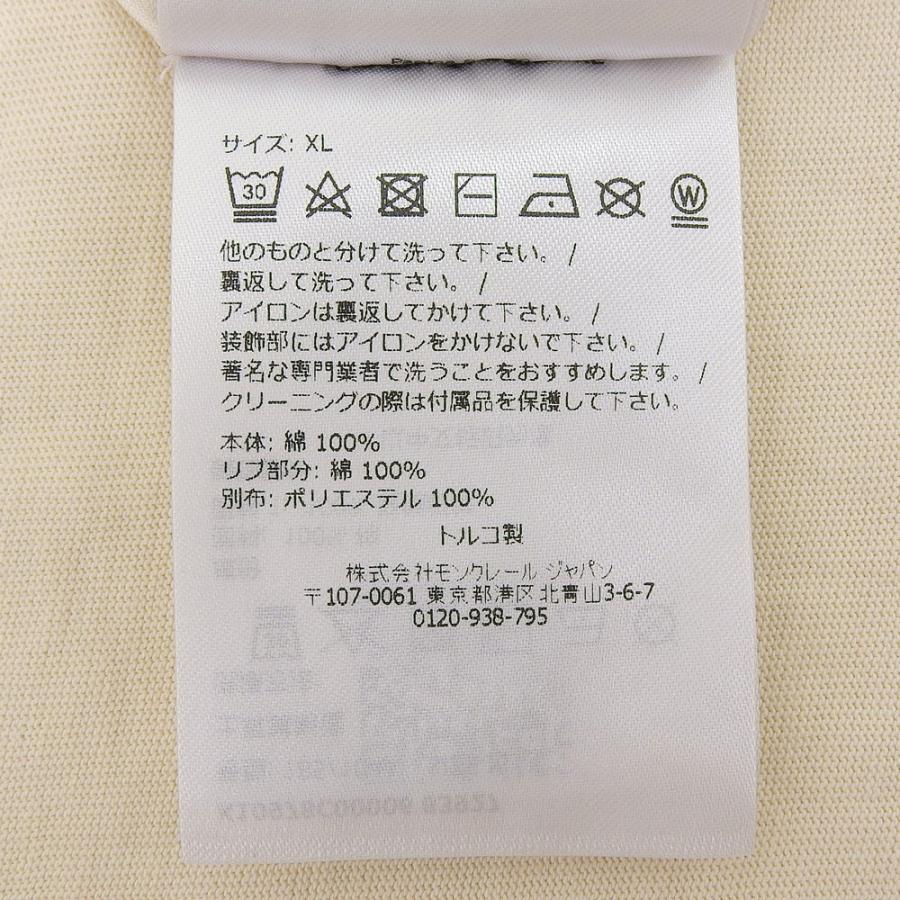 サイズ: XL
30 W
他のものと分けて洗って下さい。 /
裏返して洗って下さい。 /
アイロンは裏返してかけて下さい。 /
装飾部にはアイロンをかけないで下さい。 /
著名な専門業者で洗うことをおすすめします。 /
クリーニングの際は付属品を保護して下さい。
本体: 綿 100%
リブ部分: 綿 100%
別布: ポリエステル 100%
トルコ製
株式会社モンクレール ジャパン
〒107-0061 東京都港区北青山3-6-7
0120-938-795